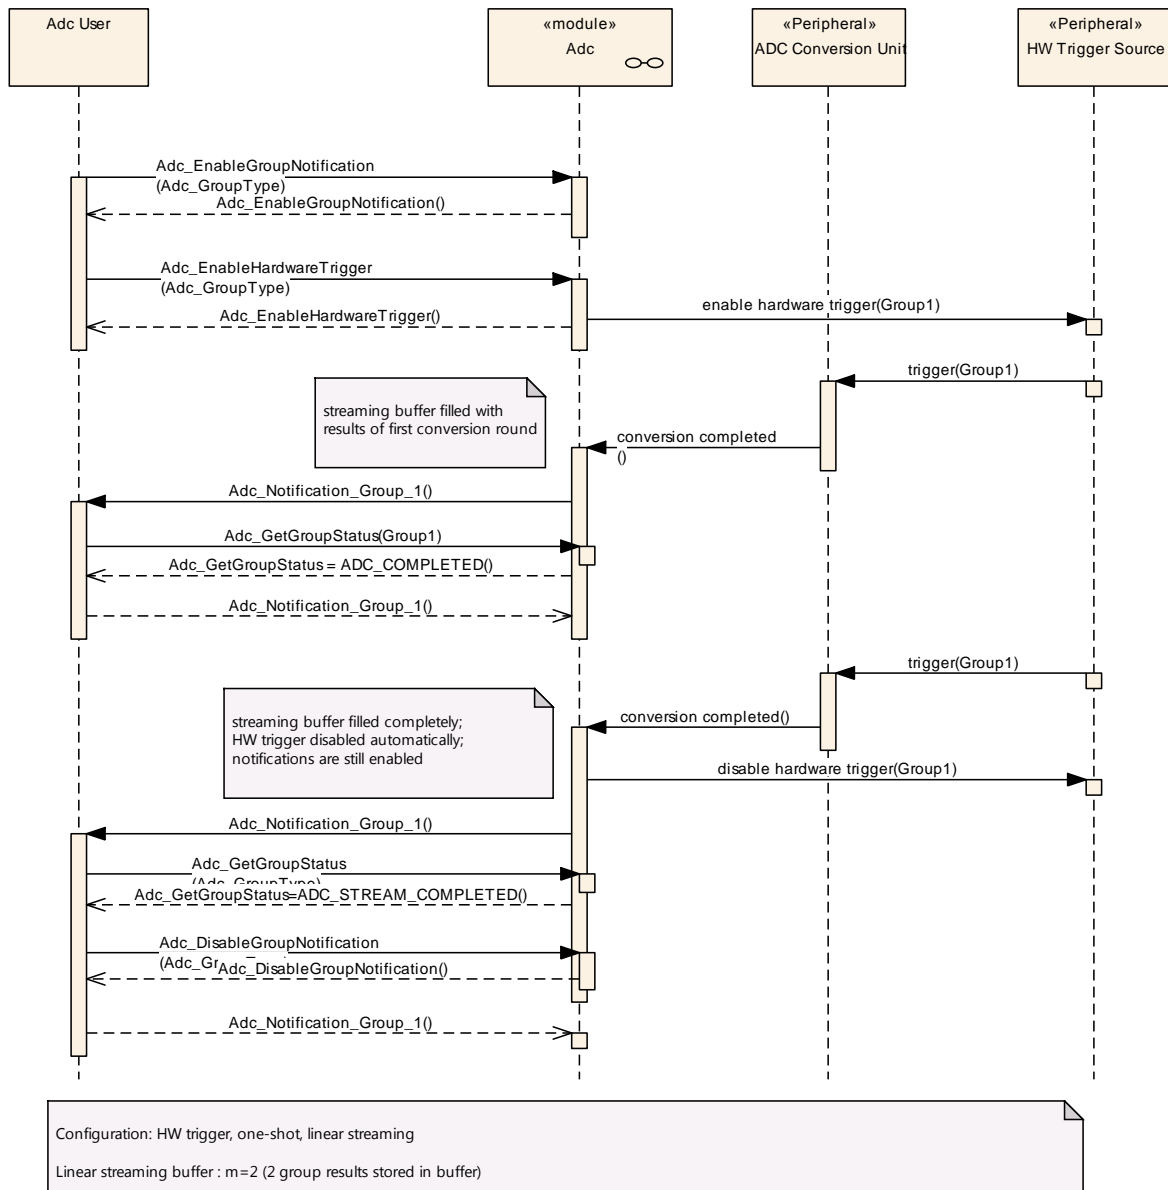 Adc User
«module»
Adc
«Peripheral»
ADC Conversion Unit
«Peripheral»
HW Trigger Source
Adc_EnableGroupNotification
(Adc_GroupType)
Adc_EnableGroupNotification()
Adc_EnableHardwareTrigger
(Adc_GroupType)
Adc_EnableHardwareTrigger()
enable hardware trigger(Group1)
trigger(Group1)
streaming buffer filled with
results of first conversion round
conversion completed
()
Adc_Notification_Group_1()
Adc_GetGroupStatus(Group1)
Adc_GetGroupStatus = ADC_COMPLETED()
Adc_Notification_Group_1()
trigger(Group1)
streaming buffer filled completely;
HW trigger disabled automatically;
notifications are still enabled
conversion completed()
disable hardware trigger(Group1)
Adc_Notification_Group_1()
Adc_GetGroupStatus
(Adc_GroupType)
Adc_GetGroupStatus=ADC_STREAM_COMPLETED()
Adc_DisableGroupNotification
(Adc_Gr
Adc_DisableGroupNotification()
Adc_Notification_Group_1()
Configuration: HW trigger, one-shot, linear streaming
Linear streaming buffer : m=2 (2 group results stored in buffer)